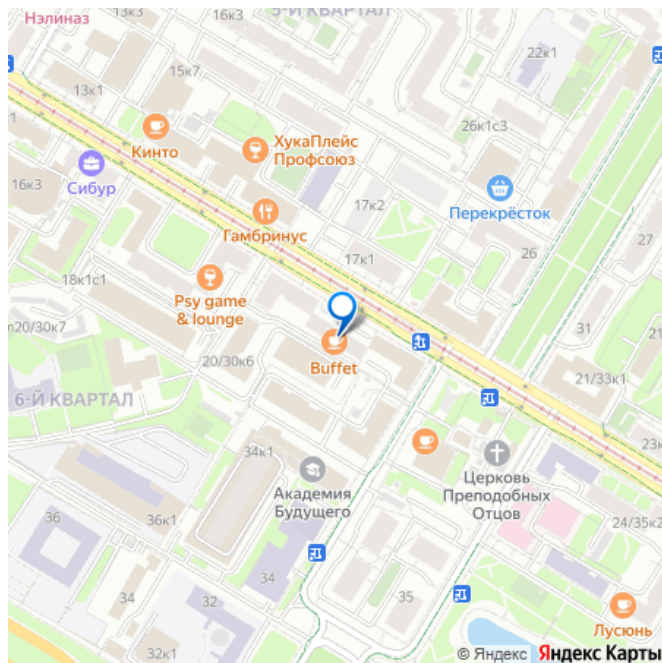 Нэлиназ
5-Й КВАРТАЛ
22к1
15к7
13к1
26к1с3
ХукаПлейс
Профсоюз
Кинто
16к3
Сибур
17к2
Перекрёсток
Гамбринус
27
26
17к1
18к1с1
Psy game
& lounge
31
20/30к7
20/30к6
Buffet
21/33к1
6-Й КВАРТАЛ
23к
34к1
Церковь
Преподобных
Отцов
Академия
Будущего
36
36к1
24/35к2
34
34
32
35
Лусюнь
32к1
© Яндекс Яндекс Карты